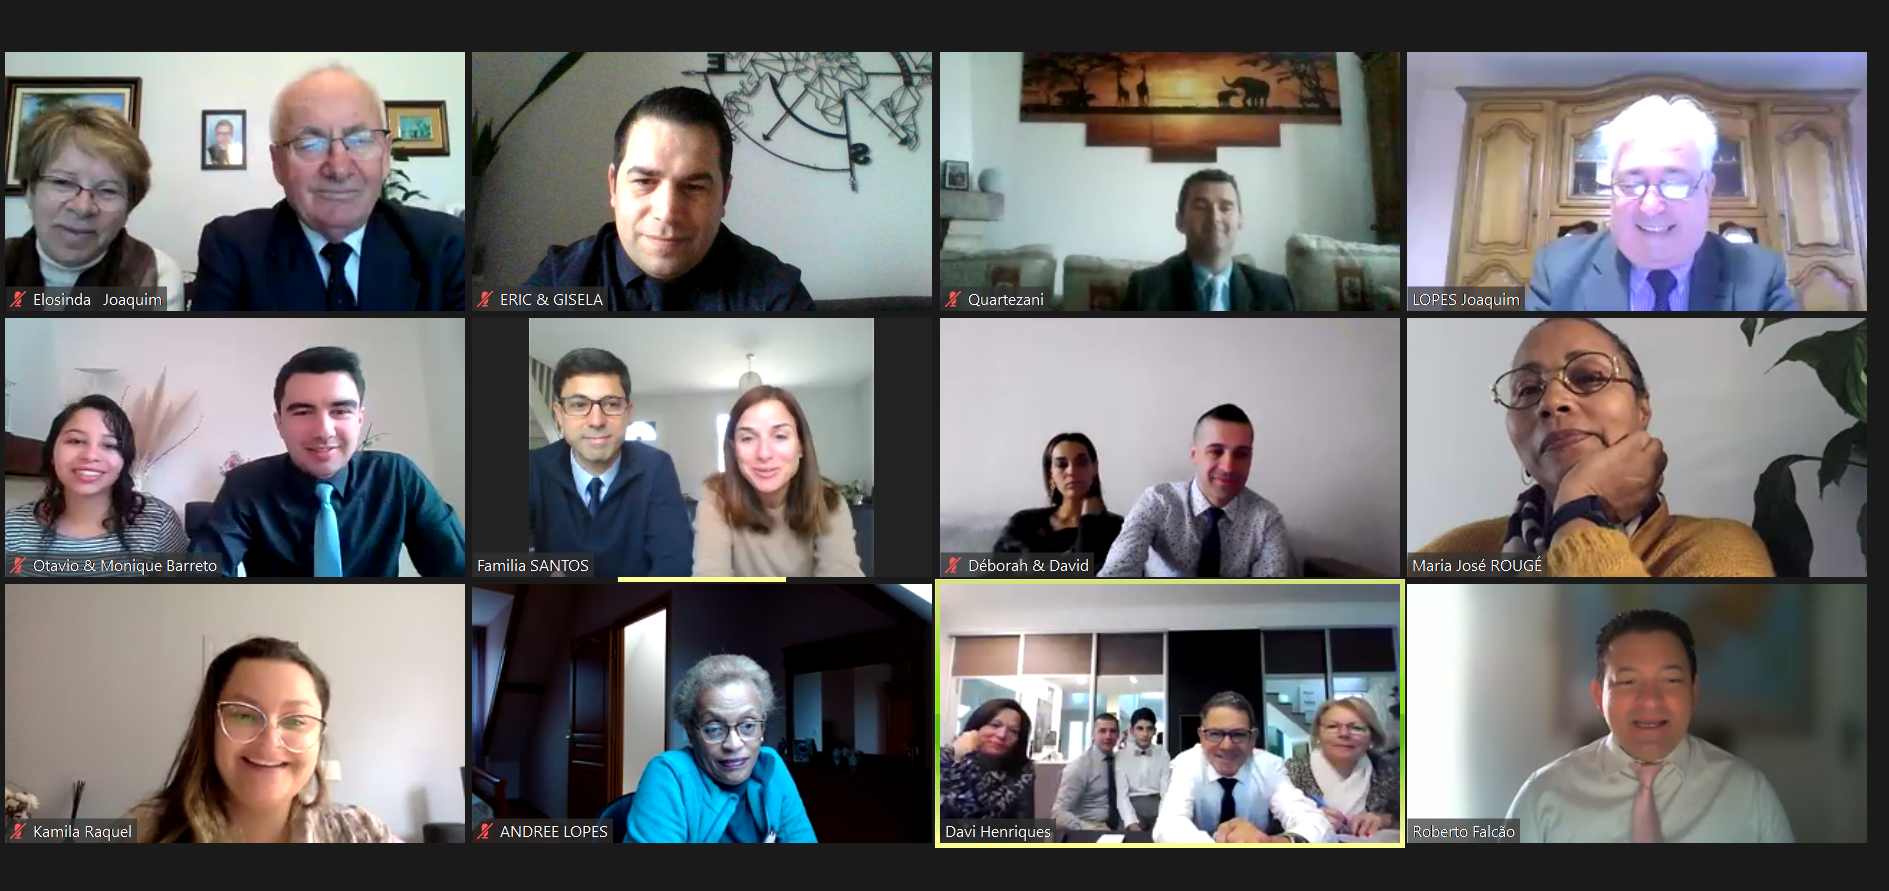 Elosinda Joaquim
ERIC & GISELA
Quartezani
LOPES Joaquim
Otavio & Monique Barreto
Familia SANTOS
Déborah & David
Maria José ROUGÉ
Kamila Raquel
ANDREE LOPES
Davi Henriques
Roberto Falcão